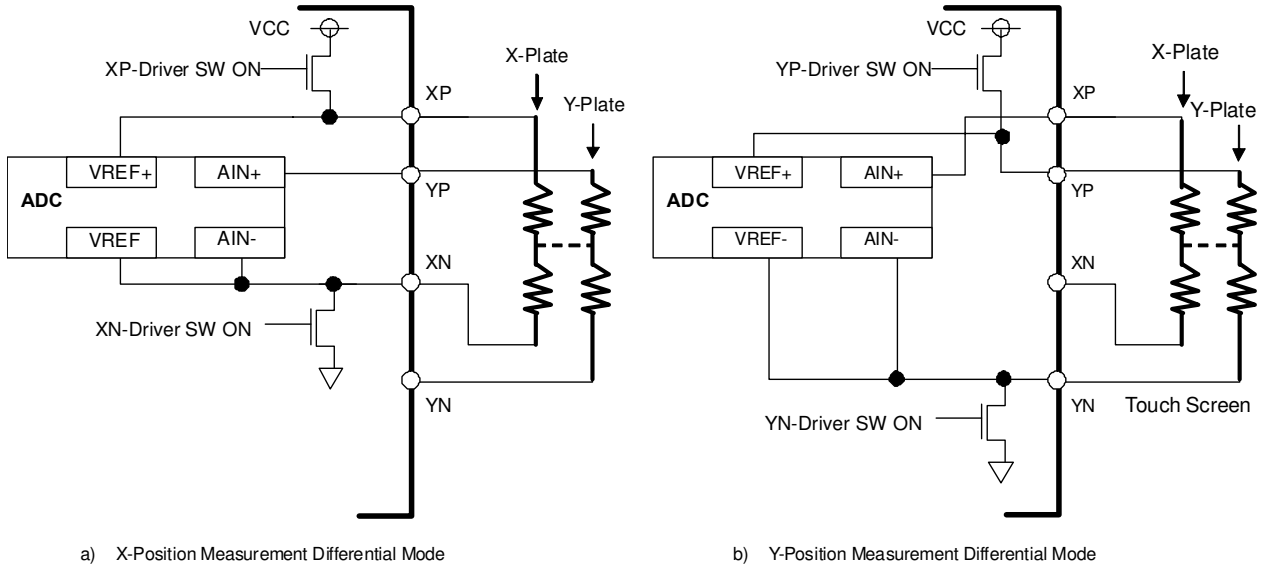 VCC
XP-Driver SW ON
X-Plate
XP
Y-Plate
VREF+
AIN+
ADC
YP
VREF
AIN-
XN
XN-Driver SW ON
YN
a) X-Position Measurement Differential Mode
VCC
YP-Driver SW ON
X-Plate
XP
Y-Plate
VREF+
AIN+
ADC
YP
VREF-
AIN-
XN
YN
Touch Screen
YN-Driver SW ON
b) Y-Position Measurement Differential Mode